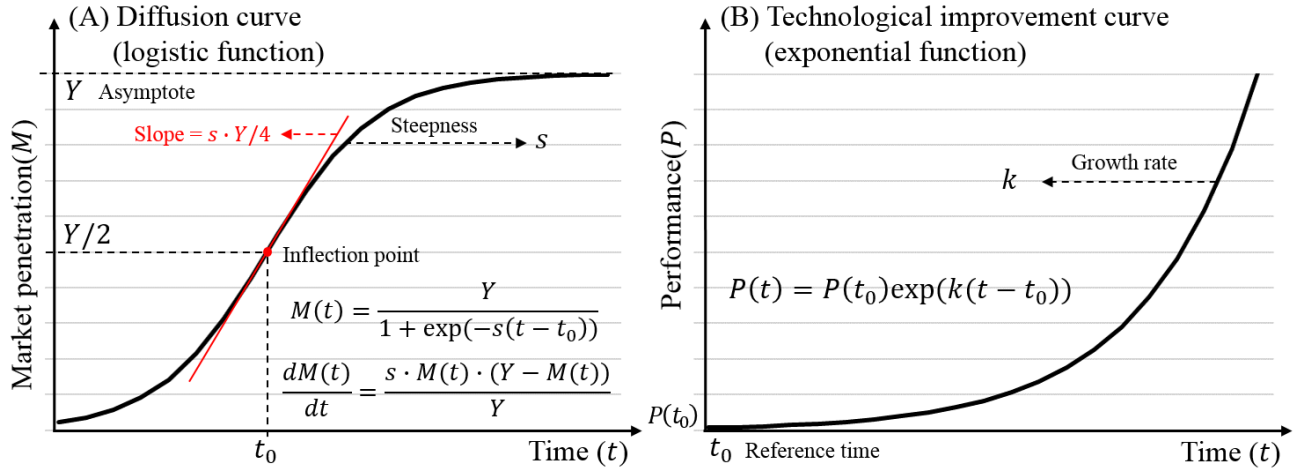 (A) Diffusion curve
(logistic function)
Market penetration(M)
Y Asymptote
Slope = s · Y/4
Steepness
s
Y/2
Inflection point
M(t) = Y / (1 + exp(−s(t − t₀)))
dM(t)/dt = s · M(t) · (Y − M(t)) / Y
t₀
Time (t)
(B) Technological improvement curve
(exponential function)
Performance(P)
Growth rate
k
P(t) = P(t₀)exp(k(t − t₀))
P(t₀)
t₀ Reference time
Time (t)